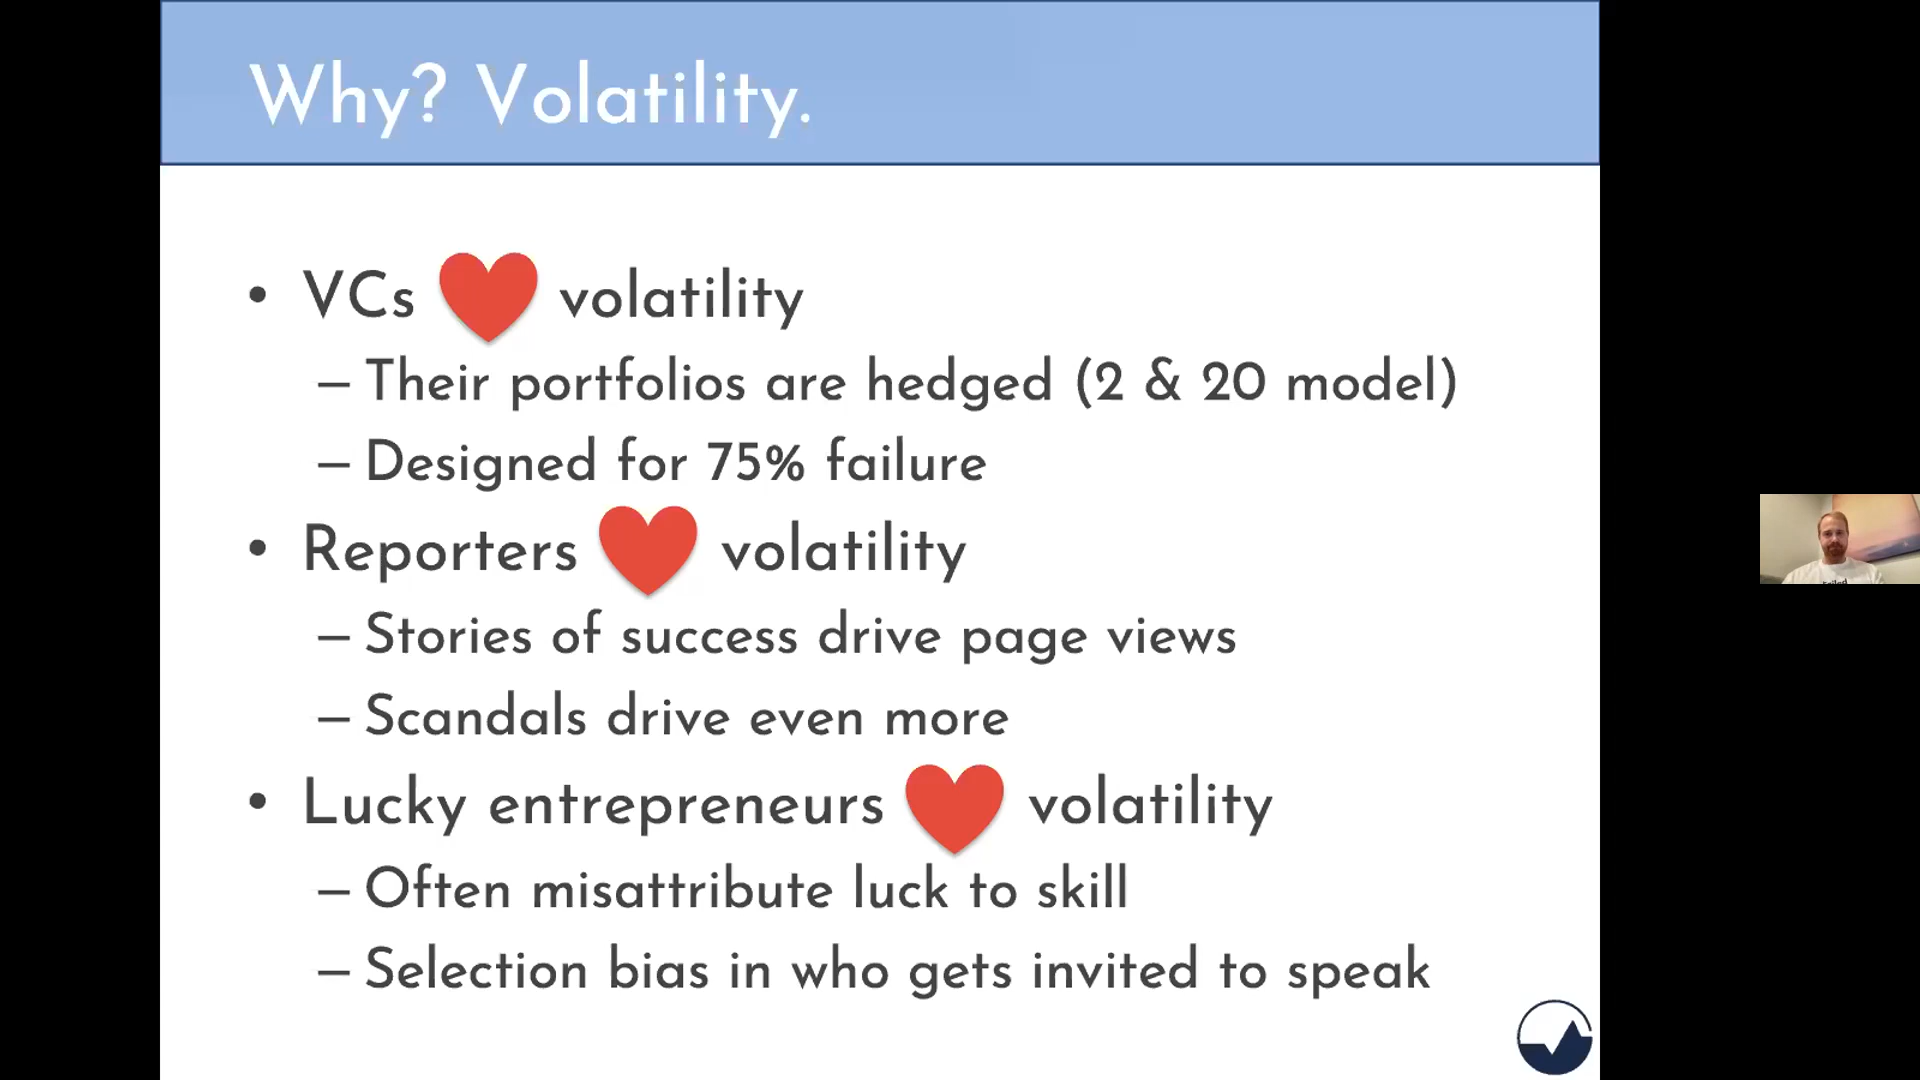 Why? Volatility.
• VCs ❤ volatility
– Their portfolios are hedged (2 & 20 model)
– Designed for 75% failure
• Reporters ❤ volatility
– Stories of success drive page views
– Scandals drive even more
• Lucky entrepreneurs ❤ volatility
– Often misattribute luck to skill
– Selection bias in who gets invited to speak